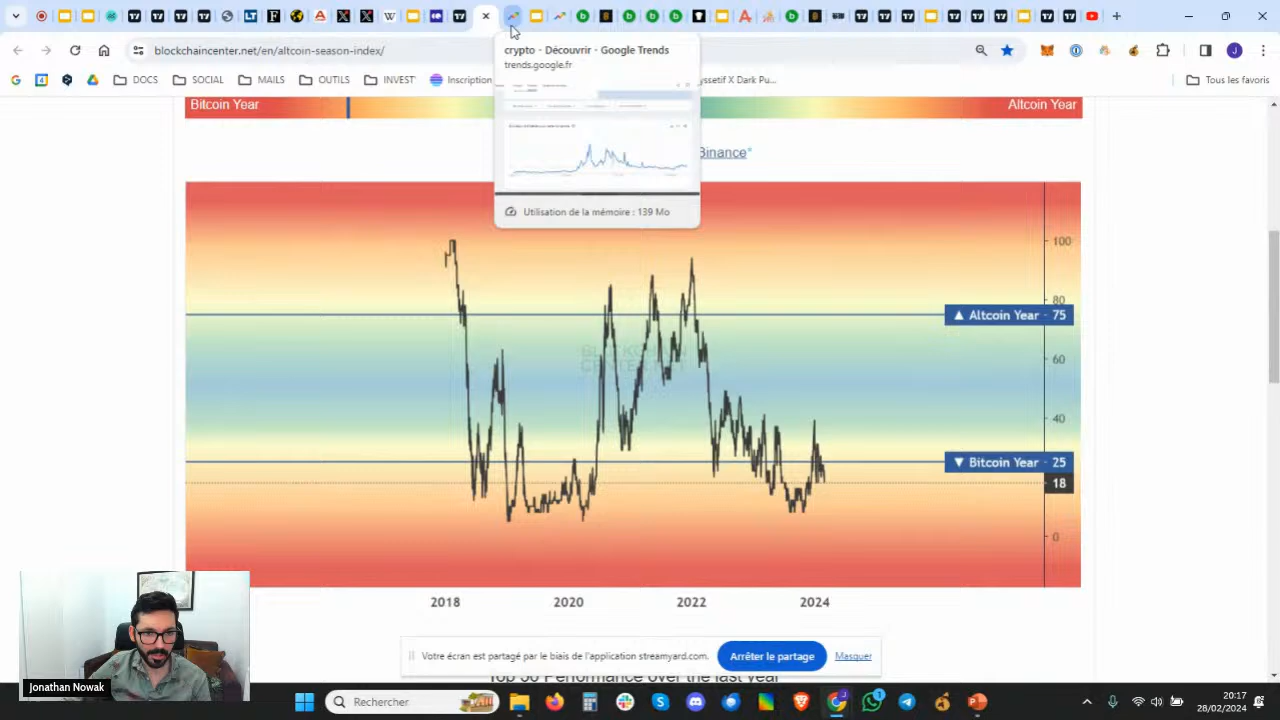 blockchaincenter.net/en/altcoin-season-index/
DOCS
SOCIAL
MAILS
OUTILS
INVEST
Inscription
yssetif X Dark Pu...
Tous les favoris
crypto - Découvrir - Google Trends
trends.google.fr
Utilisation de la mémoire : 139 Mo
Bitcoin Year
Altcoin Year
Binance
100
80
▲ Altcoin Year - 75
60
40
▼ Bitcoin Year - 25
18
0
2018
2020
2022
2024
Votre écran est partagé par le biais de l'application streamyard.com.
Arrêter le partage
Masquer
Top 50 Performance over the last year
Jonathan Nowak
Rechercher
1
20:17
28/02/2024